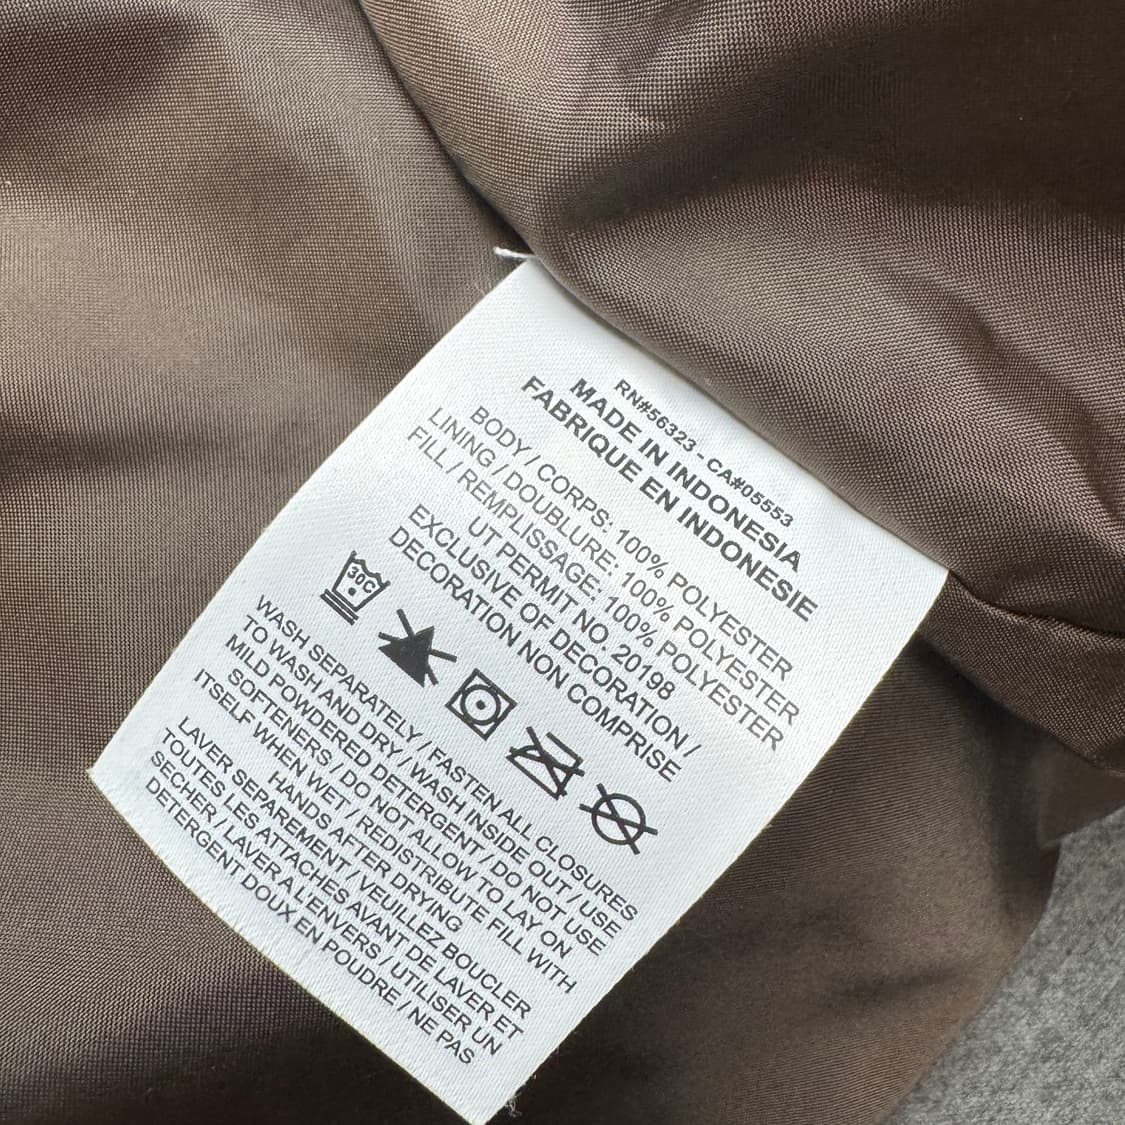 RN#56323 - CA#05553
MADE IN INDONESIA
FABRIQUE EN INDONESIE
BODY / CORPS: 100% POLYESTER
LINING / DOUBLURE: 100% POLYESTER
FILL / REMPLISSAGE: 100% POLYESTER
UT PERMIT NO. 20198
EXCLUSIVE OF DECORATION /
DECORATION NON COMPRISE
30C
WASH SEPARATELY / FASTEN ALL CLOSURES
TO WASH AND DRY / WASH INSIDE OUT / USE
MILD POWDERED DETERGENT / DO NOT USE
SOFTENERS / DO NOT ALLOW TO LAY ON
ITSELF WHEN WET / REDISTRIBUTE FILL WITH
HANDS AFTER DRYING
LAVER SEPAREMENT / VEUILLEZ BOUCLER
TOUTES LES ATTACHES AVANT DE LAVER ET
SECHER / LAVER A L'ENVERS / UTILISER UN
DETERGENT DOUX EN POUDRE / NE PAS